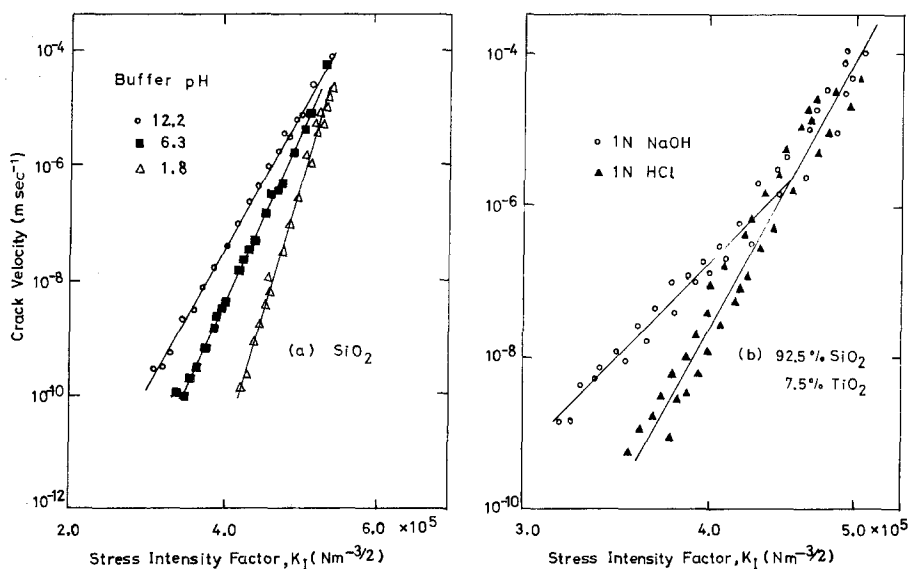 Crack Velocity (m sec⁻¹)
10⁻⁴
10⁻⁶
10⁻⁸
10⁻¹⁰
10⁻¹²
Buffer pH
12.2
6.3
1.8
(a) SiO₂
2.0 4.0 6.0 ×10⁵
Stress Intensity Factor, K_I (Nm⁻³/2)
10⁻⁴
10⁻⁶
10⁻⁸
10⁻¹⁰
1N NaOH
1N HCl
(b) 92.5% SiO₂
7.5% TiO₂
3.0 4.0 5.0 ×10⁵
Stress Intensity Factor, K_I (Nm⁻³/2)